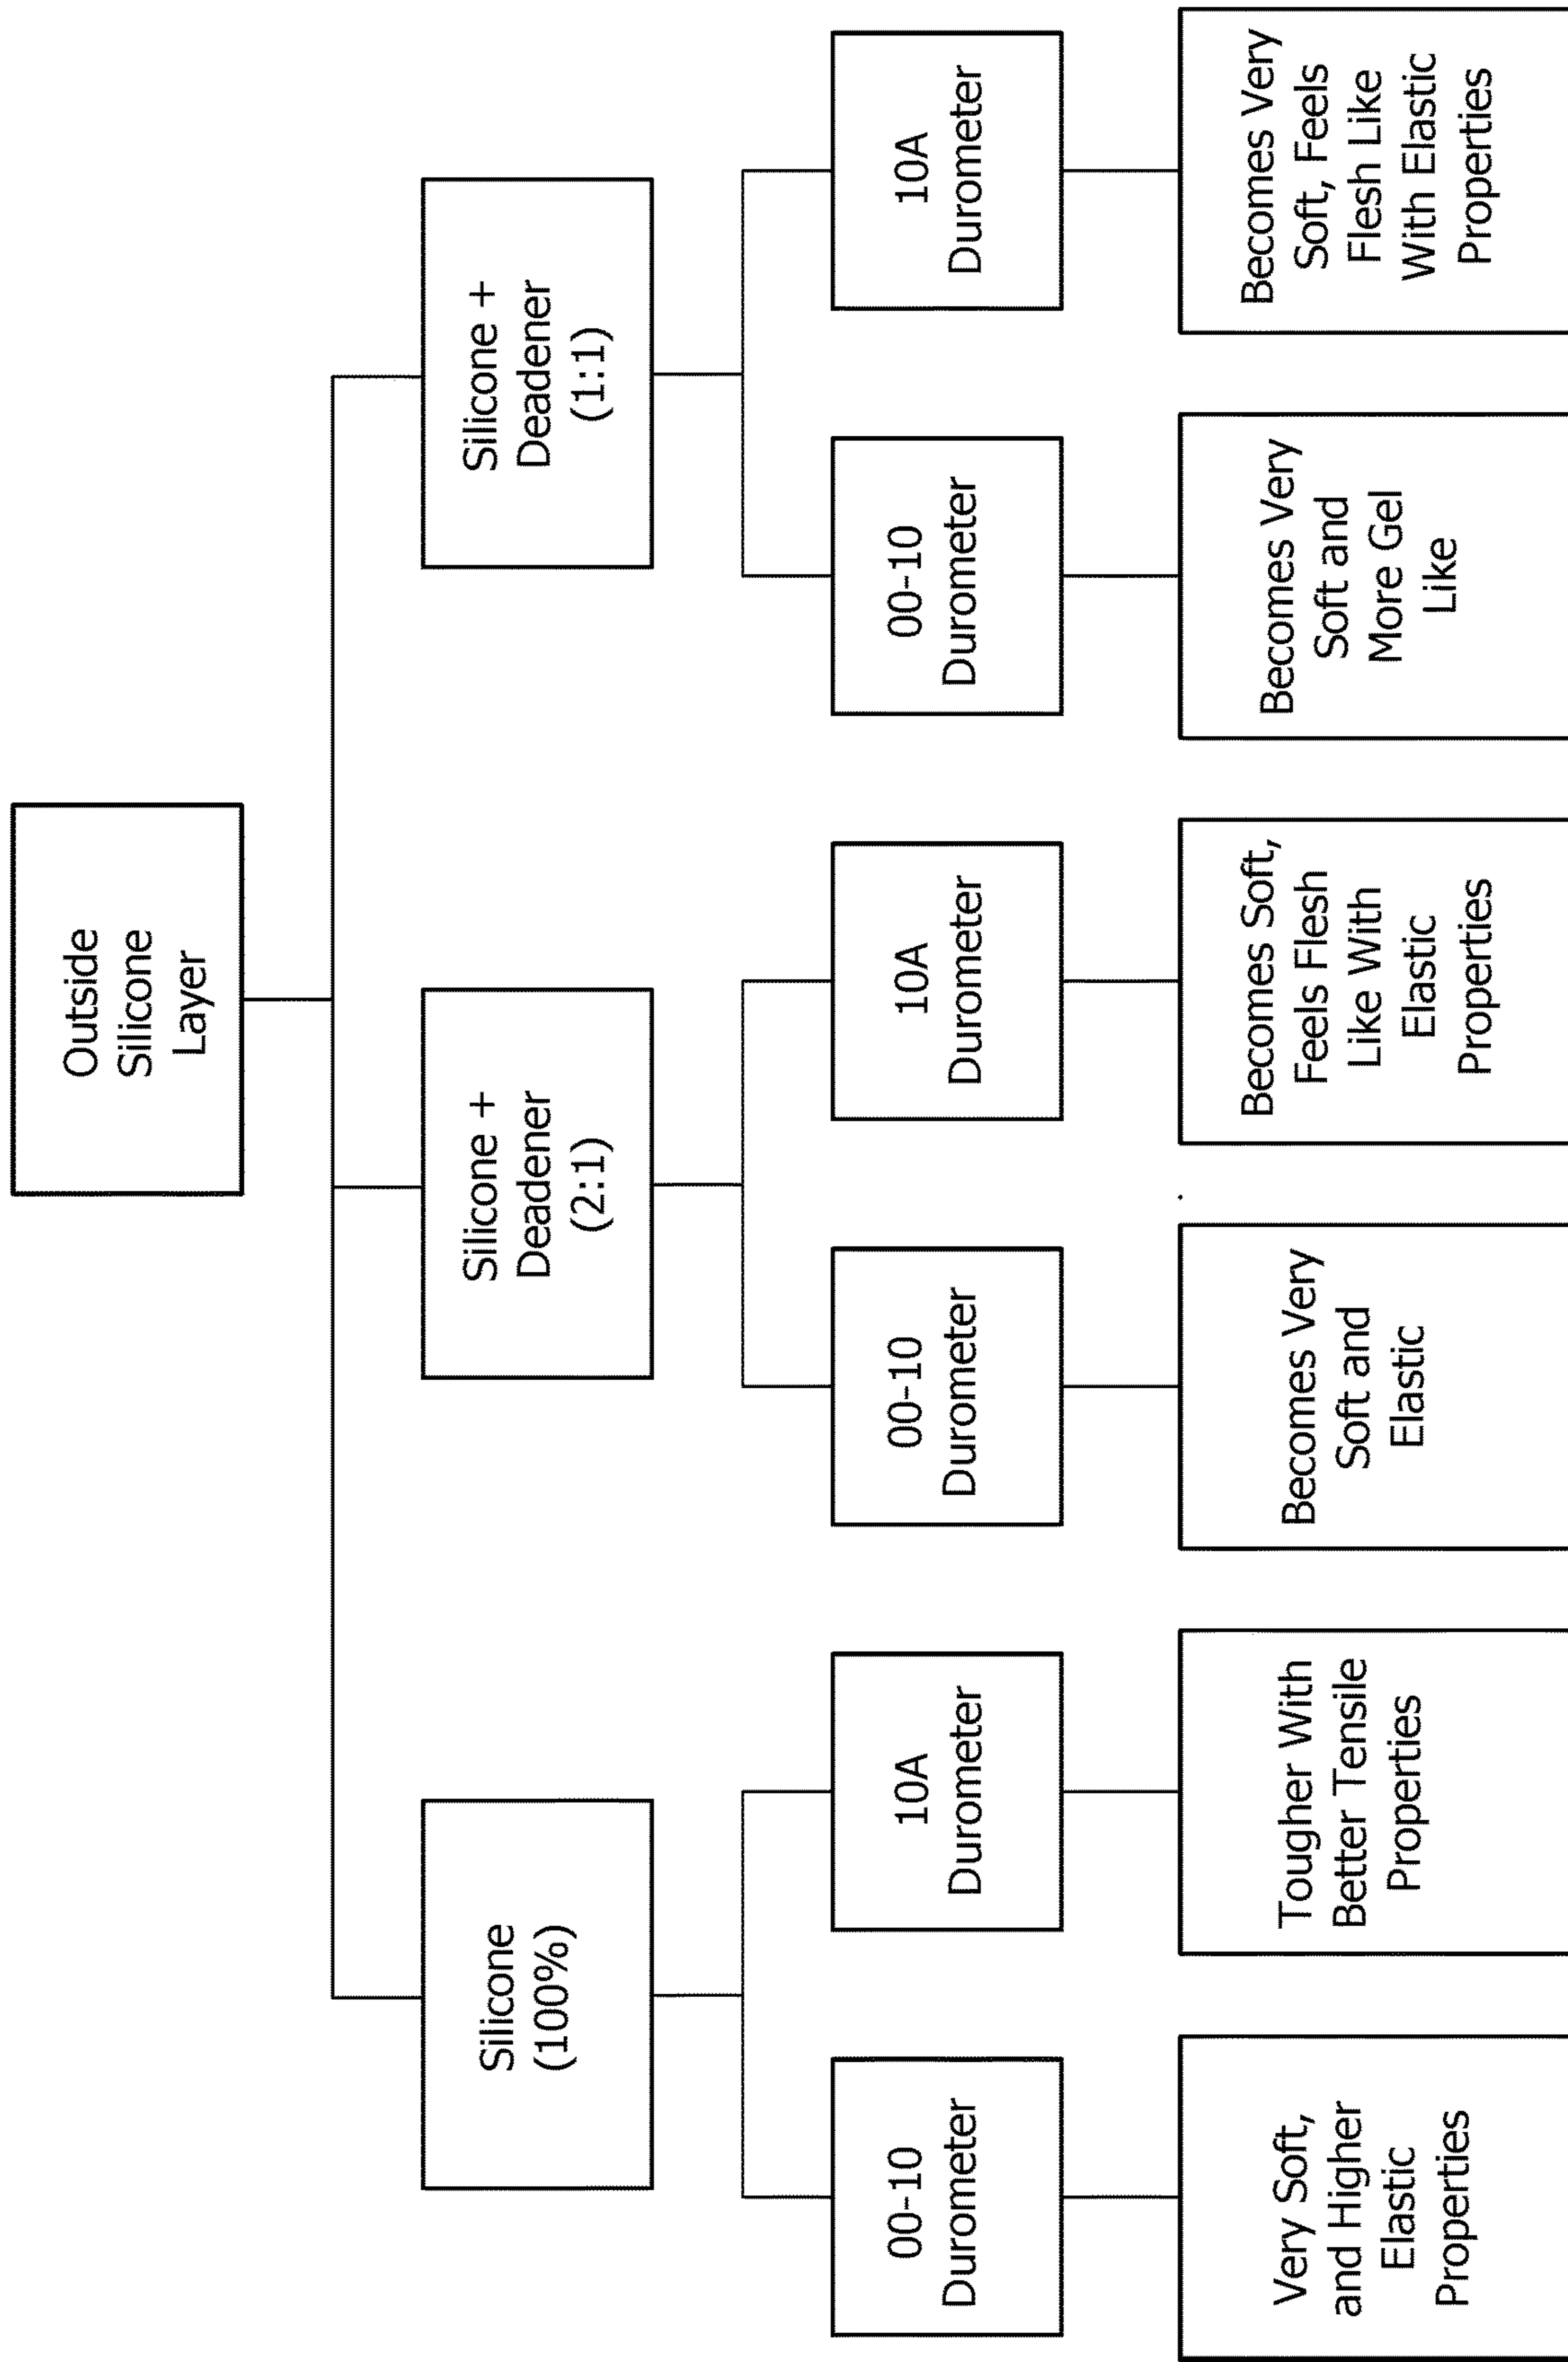 Outside
Silicone
Layer
Silicone
(100%)
Silicone +
Deadener
(2:1)
Silicone +
Deadener
(1:1)
00-10
Durometer
10A
Durometer
00-10
Durometer
10A
Durometer
00-10
Durometer
10A
Durometer
Very Soft,
and Higher
Elastic
Properties
Tougher With
Better Tensile
Properties
Becomes Very
Soft and
Elastic
Becomes Soft,
Feels Flesh
Like With
Elastic
Properties
Becomes Very
Soft and
More Gel
Like
Becomes Very
Soft, Feels
Flesh Like
With Elastic
Properties